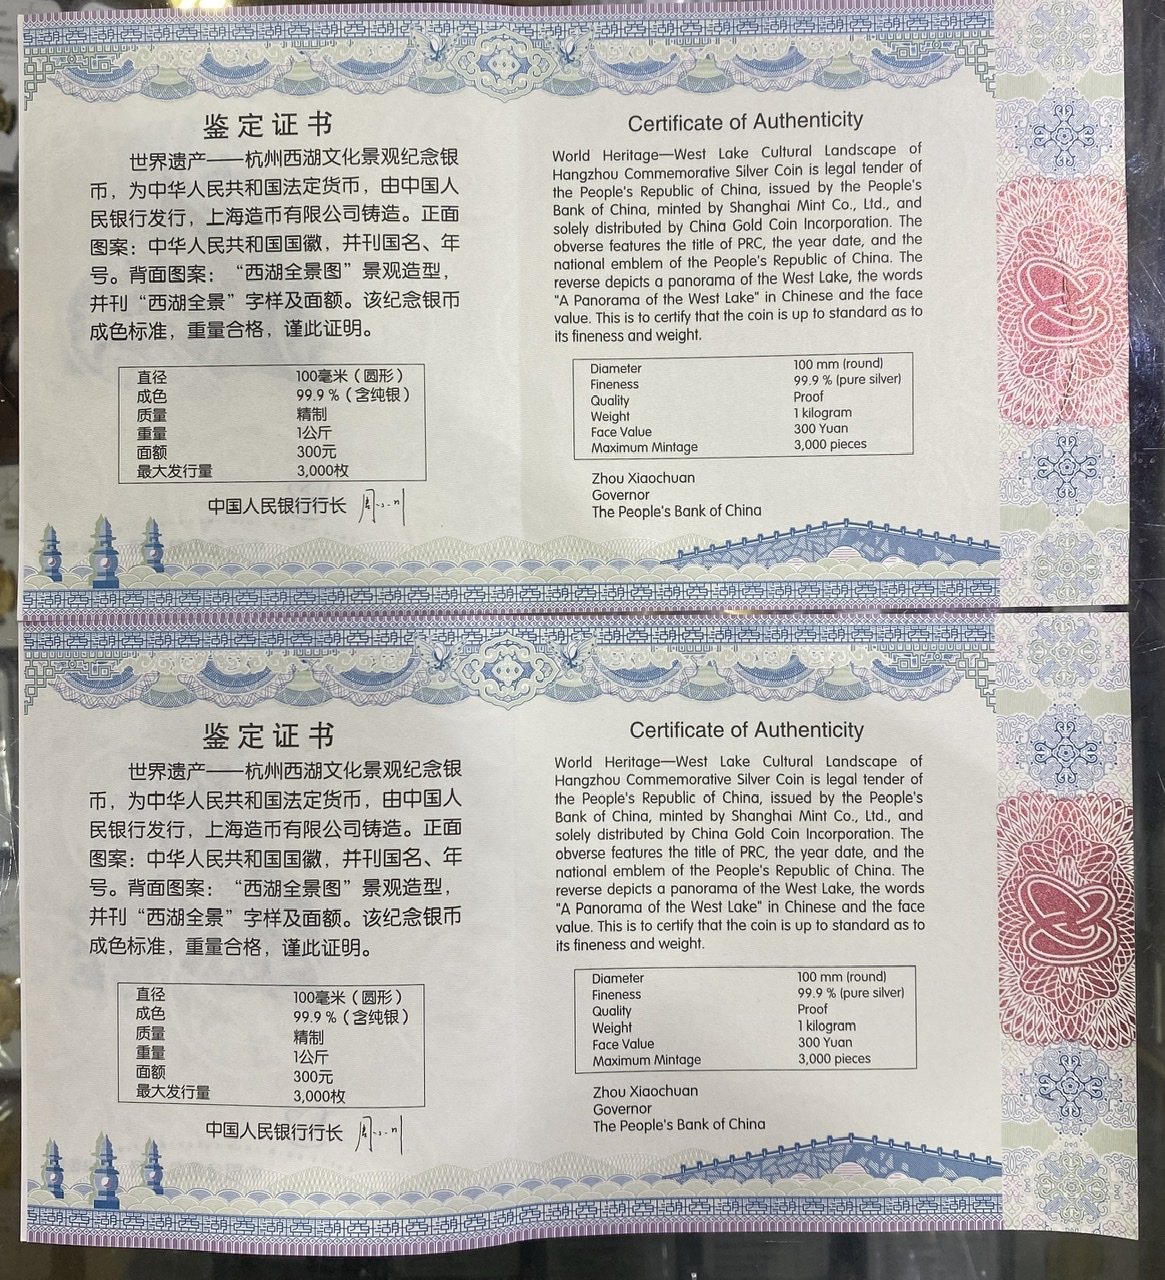 鉴定证书
世界遗产——杭州西湖文化景观纪念银
币，为中华人民共和国法定货币，由中国人
民银行发行，上海造币有限公司铸造。正面
图案：中华人民共和国国徽，并刊国名、年
号。背面图案：“西湖全景图”景观造型，
并刊“西湖全景”字样及面额。该纪念银币
成色标准，重量合格，谨此证明。
直径 100毫米（圆形）
成色 99.9％（含纯银）
质量 精制
重量 1公斤
面额 300元
最大发行量 3,000枚
中国人民银行行长
Certificate of Authenticity
World Heritage—West Lake Cultural Landscape of
Hangzhou Commemorative Silver Coin is legal tender of
the People's Republic of China, issued by the People's
Bank of China, minted by Shanghai Mint Co., Ltd., and
solely distributed by China Gold Coin Incorporation. The
obverse features the title of PRC, the year date, and the
national emblem of the People's Republic of China. The
reverse depicts a panorama of the West Lake, the words
"A Panorama of the West Lake" in Chinese and the face
value. This is to certify that the coin is up to standard as to
its fineness and weight.
Diameter 100 mm (round)
Fineness 99.9 % (pure silver)
Quality Proof
Weight 1 kilogram
Face Value 300 Yuan
Maximum Mintage 3,000 pieces
Zhou Xiaochuan
Governor
The People's Bank of China
鉴定证书
世界遗产——杭州西湖文化景观纪念银
币，为中华人民共和国法定货币，由中国人
民银行发行，上海造币有限公司铸造。正面
图案：中华人民共和国国徽，并刊国名、年
号。背面图案：“西湖全景图”景观造型，
并刊“西湖全景”字样及面额。该纪念银币
成色标准，重量合格，谨此证明。
直径 100毫米（圆形）
成色 99.9％（含纯银）
质量 精制
重量 1公斤
面额 300元
最大发行量 3,000枚
中国人民银行行长
Certificate of Authenticity
World Heritage—West Lake Cultural Landscape of
Hangzhou Commemorative Silver Coin is legal tender of
the People's Republic of China, issued by the People's
Bank of China, minted by Shanghai Mint Co., Ltd., and
solely distributed by China Gold Coin Incorporation. The
obverse features the title of PRC, the year date, and the
national emblem of the People's Republic of China. The
reverse depicts a panorama of the West Lake, the words
"A Panorama of the West Lake" in Chinese and the face
value. This is to certify that the coin is up to standard as to
its fineness and weight.
Diameter 100 mm (round)
Fineness 99.9 % (pure silver)
Quality Proof
Weight 1 kilogram
Face Value 300 Yuan
Maximum Mintage 3,000 pieces
Zhou Xiaochuan
Governor
The People's Bank of China